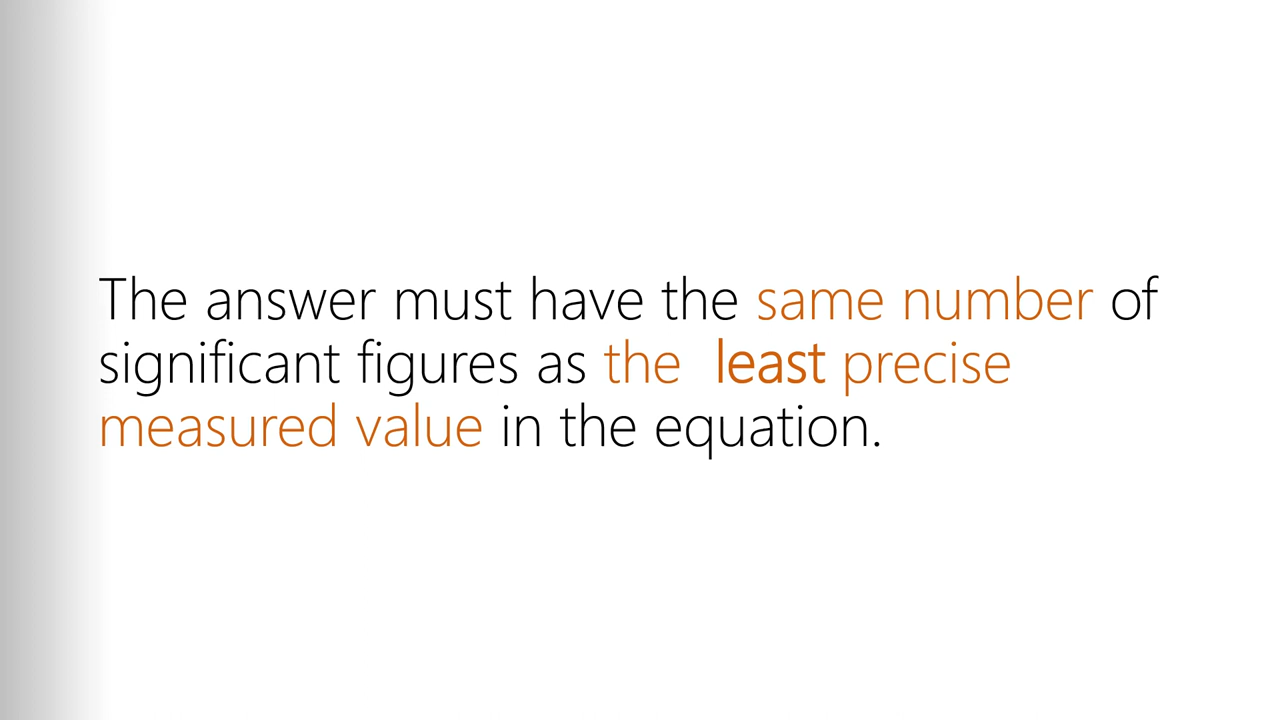 The answer must have the same number of
significant figures as the least precise
measured value in the equation.